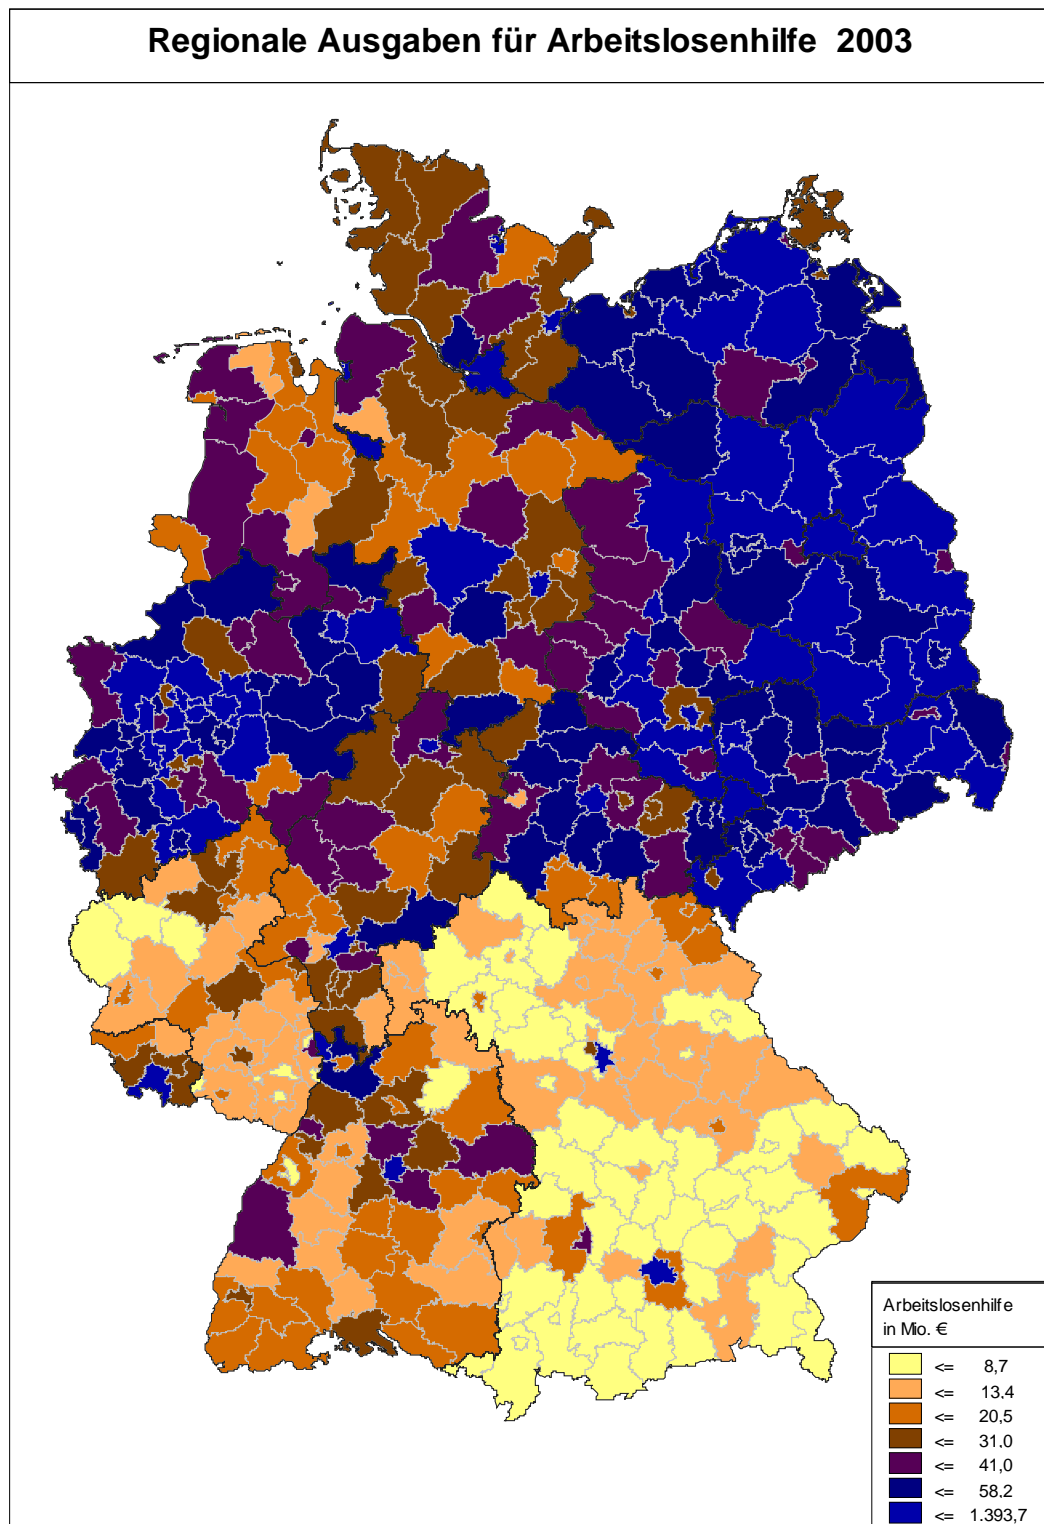 Regionale Ausgaben für Arbeitslosenhilfe 2003
Arbeitslosenhilfe
in Mio. €
<= 8,7
<= 13,4
<= 20,5
<= 31,0
<= 41,0
<= 58,2
<= 1.393,7